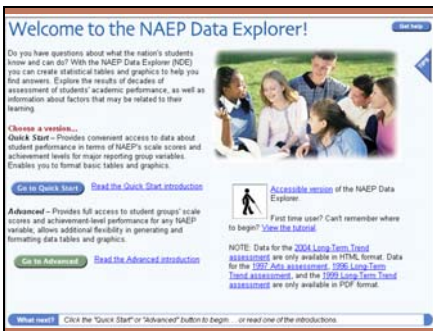 Welcome to the NAEP Data Explorer!
Get help
Do you have questions about what the nation's students
know and can do? With the NAEP Data Explorer (NDE)
you can create statistical tables and graphics to help you
find answers. Explore the results of decades of
assessment of students' academic performance, as well as
information about factors that may be related to their
learning.
Choose a version...
Quick Start – Provides convenient access to data about
student performance in terms of NAEP's scale scores and
achievement levels for major reporting group variables.
Enables you to format basic tables and graphics.
Go to Quick Start
Read the Quick Start introduction
Advanced – Provides full access to student groups' scale
scores and achievement-level performance for any NAEP
variable; allows additional flexibility in generating and
formatting data tables and graphics.
Go to Advanced
Read the Advanced introduction
Accessible version of the NAEP Data
Explorer.
First time user? Can't remember where
to begin? View the tutorial.
NOTE: Data for the 2004 Long-Term Trend
assessment are only available in HTML format. Data
for the 1997 Arts assessment, 1996 Long-Term
Trend assessment, and the 1999 Long-Term Trend
assessment are only available in PDF format.
What next? Click the "Quick Start" or "Advanced" button to begin . . . or read one of the introductions.